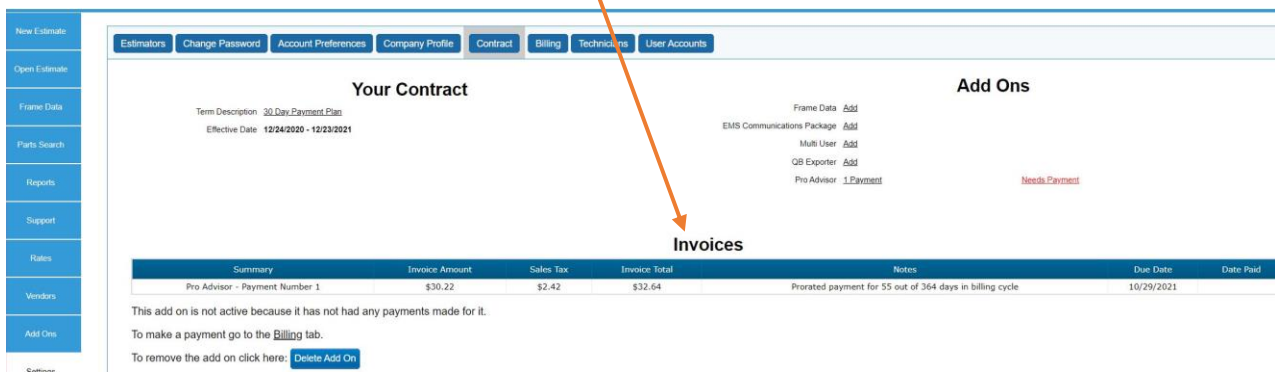 New Estimate
Open Estimate
Frame Data
Parts Search
Reports
Support
Rates
Vendors
Add Ons
Settings
Estimators Change Password Account Preferences Company Profile Contract Billing Technicians User Accounts
Your Contract
Term Description 30 Day Payment Plan
Effective Date 12/24/2020 - 12/23/2021
Add Ons
Frame Data Add
EMS Communications Package Add
Multi User Add
QB Exporter Add
Pro Advisor 1 Payment Needs Payment
Invoices
Summary Invoice Amount Sales Tax Invoice Total Notes Due Date Date Paid
Pro Advisor - Payment Number 1 $30.22 $2.42 $32.64 Prorated payment for 55 out of 364 days in billing cycle 10/29/2021
This add on is not active because it has not had any payments made for it.
To make a payment go to the Billing tab.
To remove the add on click here: Delete Add On